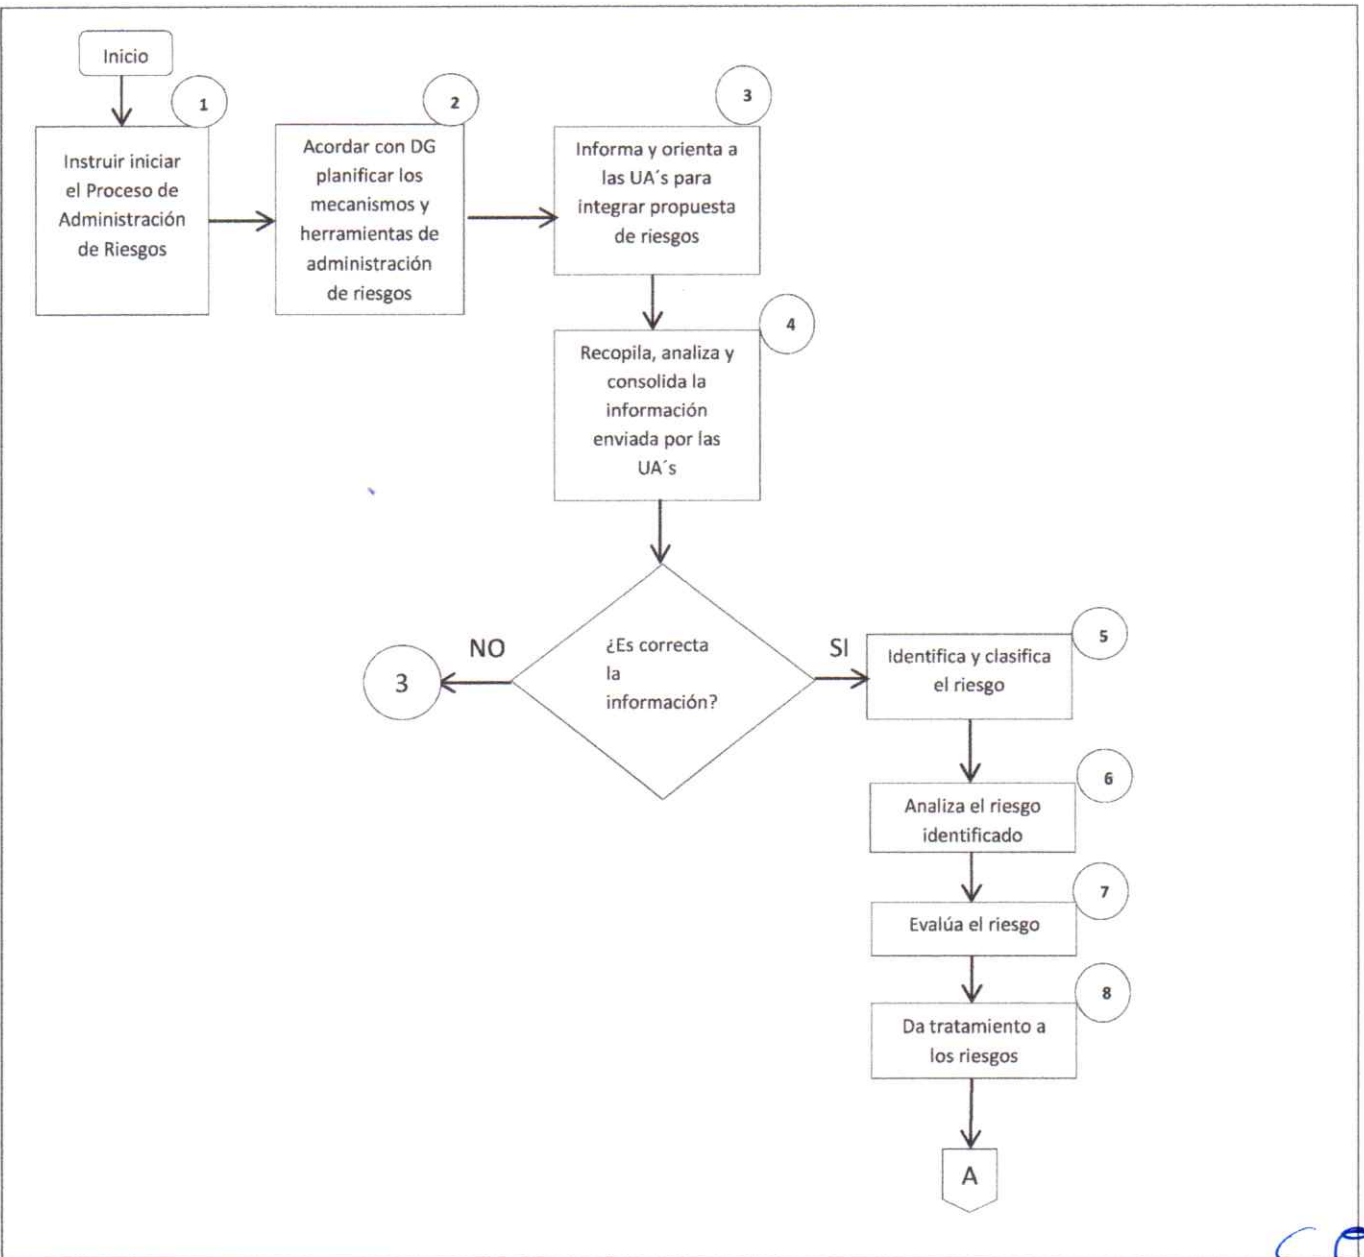 Inicio
1
Instruir iniciar
el Proceso de
Administración
de Riesgos
2
Acordar con DG
planificar los
mecanismos y
herramientas de
administración
de riesgos
3
Informa y orienta a
las UA´s para
integrar propuesta
de riesgos
4
Recopila, analiza y
consolida la
información
enviada por las
UA´s
¿Es correcta
la
información?
NO
3
SI
5
Identifica y clasifica
el riesgo
6
Analiza el riesgo
identificado
7
Evalúa el riesgo
8
Da tratamiento a
los riesgos
A